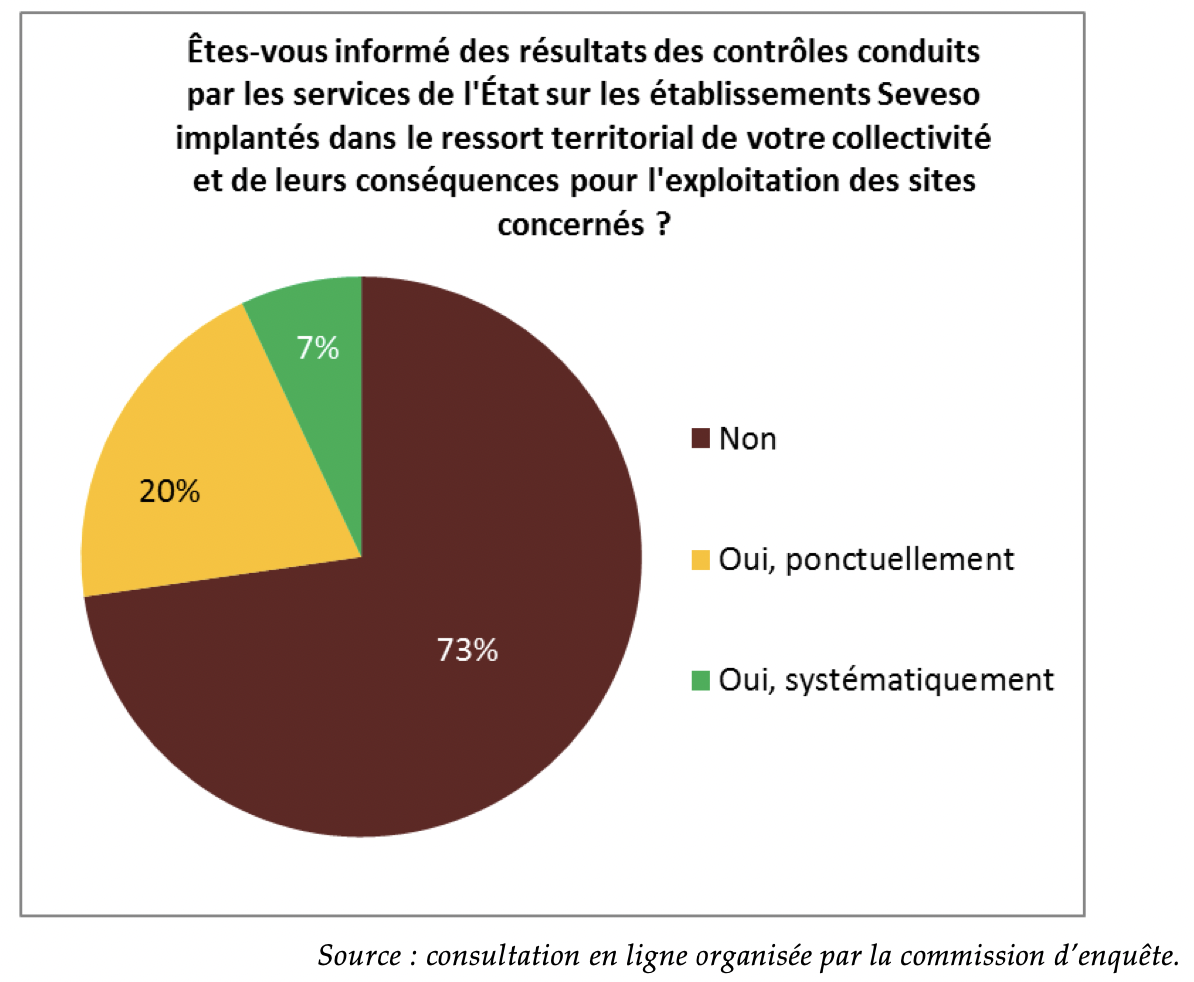 Êtes-vous informé des résultats des contrôles conduits
par les services de l'État sur les établissements Seveso
implantés dans le ressort territorial de votre collectivité
et de leurs conséquences pour l'exploitation des sites
concernés ?
7%
20%
73%
Non
Oui, ponctuellement
Oui, systématiquement
Source : consultation en ligne organisée par la commission d’enquête.